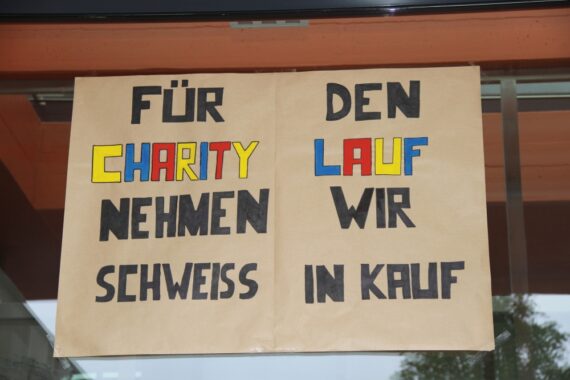 FÜR DEN
CHARITY LAUF
NEHMEN WIR
SCHWEISS IN KAUF